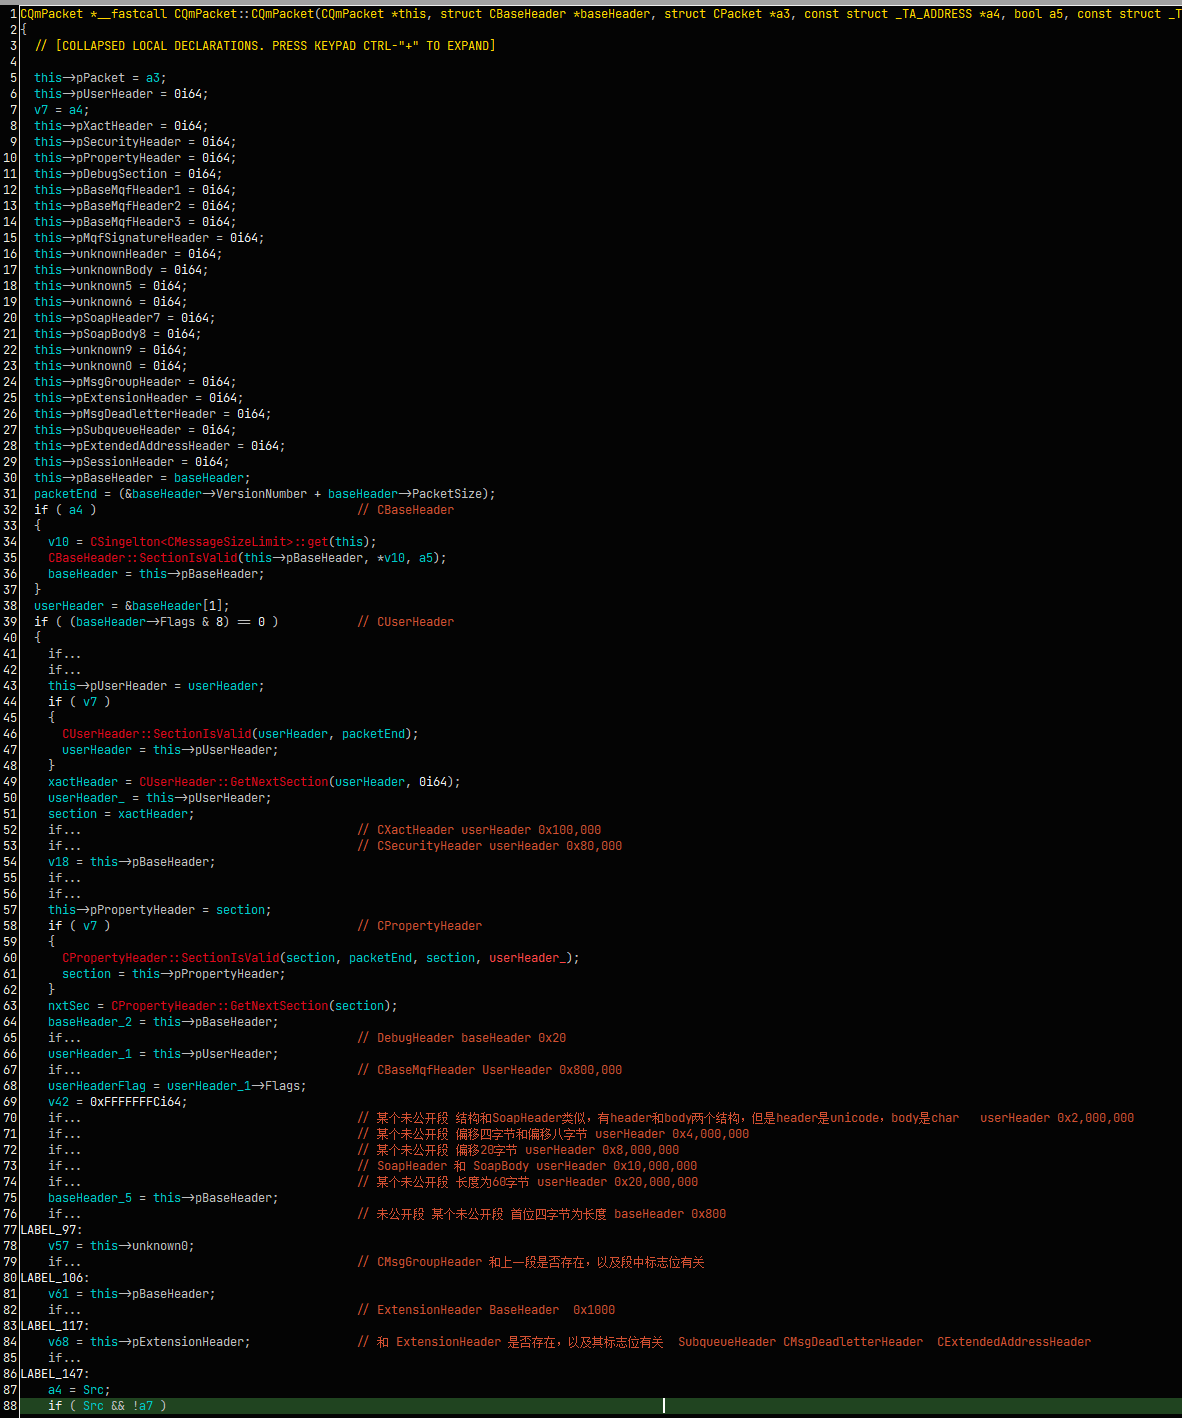 1 CQmPacket *__fastcall CQmPacket::CQmPacket(CQmPacket *this, struct CBaseHeader *baseHeader, struct CPacket *a3, const struct _TA_ADDRESS *a4, bool a5, const struct _T
2 {
3 // [COLLAPSED LOCAL DECLARATIONS. PRESS KEYPAD CTRL-"+" TO EXPAND]
4
5 this->pPacket = a3;
6 this->pUserHeader = 0i64;
7 v7 = a4;
8 this->pXactHeader = 0i64;
9 this->pSecurityHeader = 0i64;
10 this->pPropertyHeader = 0i64;
11 this->pDebugSection = 0i64;
12 this->pBaseMqfHeader1 = 0i64;
13 this->pBaseMqfHeader2 = 0i64;
14 this->pBaseMqfHeader3 = 0i64;
15 this->pMqfSignatureHeader = 0i64;
16 this->unknownHeader = 0i64;
17 this->unknownBody = 0i64;
18 this->unknown5 = 0i64;
19 this->unknown6 = 0i64;
20 this->pSoapHeader7 = 0i64;
21 this->pSoapBody8 = 0i64;
22 this->unknown9 = 0i64;
23 this->unknown0 = 0i64;
24 this->pMsgGroupHeader = 0i64;
25 this->pExtensionHeader = 0i64;
26 this->pMsgDeadletterHeader = 0i64;
27 this->pSubqueueHeader = 0i64;
28 this->pExtendedAddressHeader = 0i64;
29 this->pSessionHeader = 0i64;
30 this->pBaseHeader = baseHeader;
31 packetEnd = (&baseHeader->VersionNumber + baseHeader->PacketSize);
32 if ( a4 ) // CBaseHeader
33 {
34 v10 = CSingelton<CMessageSizeLimit>::get(this);
35 CBaseHeader::SectionIsValid(this->pBaseHeader, *v10, a5);
36 baseHeader = this->pBaseHeader;
37 }
38 userHeader = &baseHeader[1];
39 if ( (baseHeader->Flags & 8) == 0 ) // CUserHeader
40 {
41 if...
42 if...
43 this->pUserHeader = userHeader;
44 if ( v7 )
45 {
46 CUserHeader::SectionIsValid(userHeader, packetEnd);
47 userHeader = this->pUserHeader;
48 }
49 xactHeader = CUserHeader::GetNextSection(userHeader, 0i64);
50 userHeader_ = this->pUserHeader;
51 section = xactHeader;
52 if... // CXactHeader userHeader 0x100,000
53 if... // CSecurityHeader userHeader 0x80,000
54 v18 = this->pBaseHeader;
55 if...
56 if...
57 this->pPropertyHeader = section;
58 if ( v7 ) // CPropertyHeader
59 {
60 CPropertyHeader::SectionIsValid(section, packetEnd, section, userHeader_);
61 section = this->pPropertyHeader;
62 }
63 nxtSec = CPropertyHeader::GetNextSection(section);
64 baseHeader_2 = this->pBaseHeader;
65 if... // DebugHeader baseHeader 0x20
66 userHeader_1 = this->pUserHeader;
67 if... // CBaseMqfHeader UserHeader 0x800,000
68 userHeaderFlag = userHeader_1->Flags;
69 v42 = 0xFFFFFFFCi64;
70 if... // 某个未公开段 结构和SoapHeader类似，有header和body两个结构，但是header是unicode，body是char userHeader 0x2,000,000
71 if... // 某个未公开段 偏移四字节和偏移八字节 userHeader 0x4,000,000
72 if... // 某个未公开段 偏移20字节 userHeader 0x8,000,000
73 if... // SoapHeader 和 SoapBody userHeader 0x10,000,000
74 if... // 某个未公开段 长度为60字节 userHeader 0x20,000,000
75 baseHeader_5 = this->pBaseHeader;
76 if... // 未公开段 某个未公开段 首位四字节为长度 baseHeader 0x800
77 LABEL_97:
78 v57 = this->unknown0;
79 if... // CMsgGroupHeader 和上一段是否存在，以及段中标志位有关
80 LABEL_106:
81 v61 = this->pBaseHeader;
82 if... // ExtensionHeader BaseHeader 0x1000
83 LABEL_117:
84 v68 = this->pExtensionHeader; // 和 ExtensionHeader 是否存在，以及其标志位有关 SubqueueHeader CMsgDeadletterHeader CExtendedAddressHeader
85 if...
86 LABEL_147:
87 a4 = Src;
88 if ( Src && !a7 )